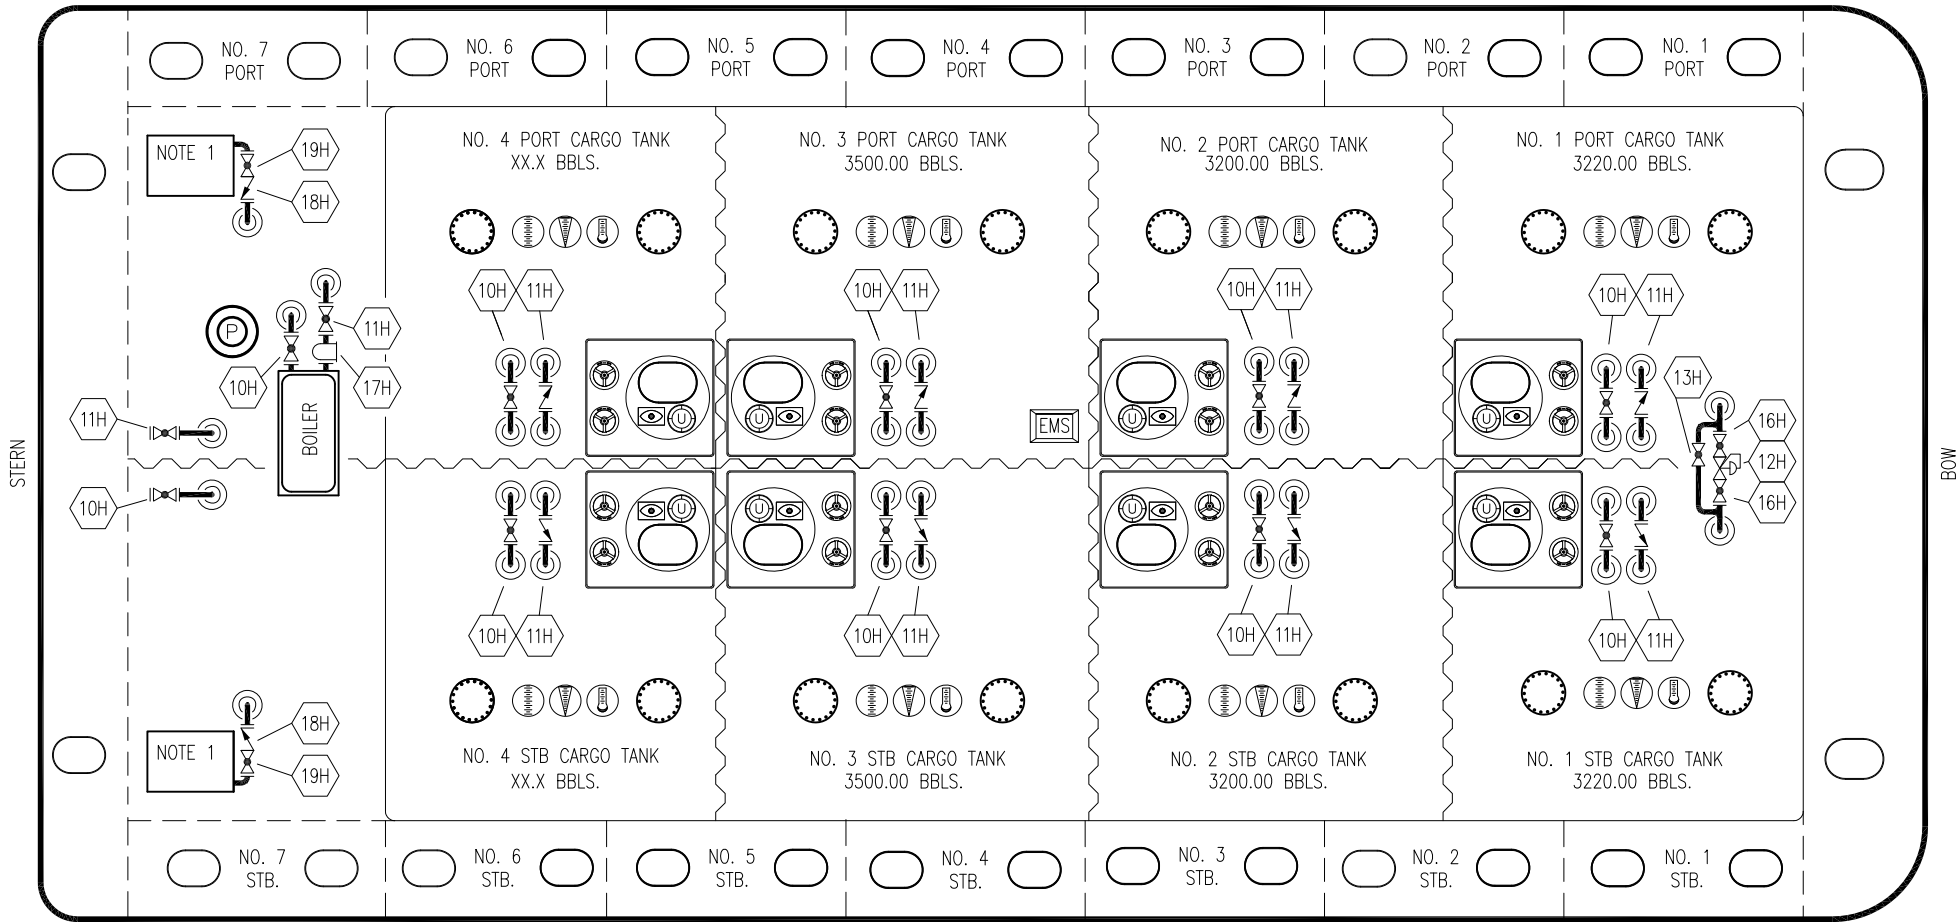 NO. 7
PORT
NO. 6
PORT
NO. 5
PORT
NO. 4
PORT
NO. 3
PORT
NO. 2
PORT
NO. 1
PORT
NOTE 1
19H
18H
NO. 4 PORT CARGO TANK
XX.X BBLS.
NO. 3 PORT CARGO TANK
3500.00 BBLS.
NO. 2 PORT CARGO TANK
3200.00 BBLS.
NO. 1 PORT CARGO TANK
3220.00 BBLS.
10H
11H
10H
11H
10H
11H
10H
11H
P
11H
10H
17H
BOILER
11H
10H
STERN
U
U
U
U
EMS
13H
16H
12H
16H
D
BOW
U
U
U
U
10H
11H
10H
11H
10H
11H
10H
11H
NOTE 1
18H
19H
NO. 4 STB CARGO TANK
XX.X BBLS.
NO. 3 STB CARGO TANK
3500.00 BBLS.
NO. 2 STB CARGO TANK
3200.00 BBLS.
NO. 1 STB CARGO TANK
3220.00 BBLS.
NO. 7
STB.
NO. 6
STB.
NO. 5
STB.
NO. 4
STB.
NO. 3
STB.
NO. 2
STB.
NO. 1
STB.